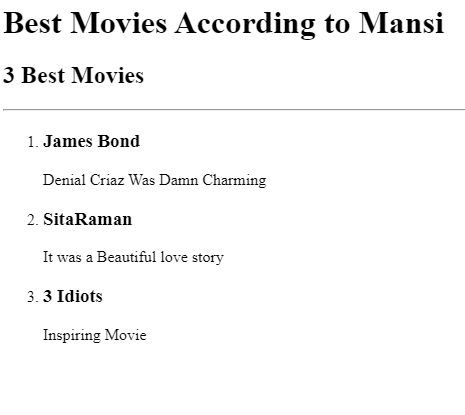 Best Movies According to Mansi
3 Best Movies
1. James Bond
Denial Criaz Was Damn Charming
2. SitaRaman
It was a Beautiful love story
3. 3 Idiots
Inspiring Movie